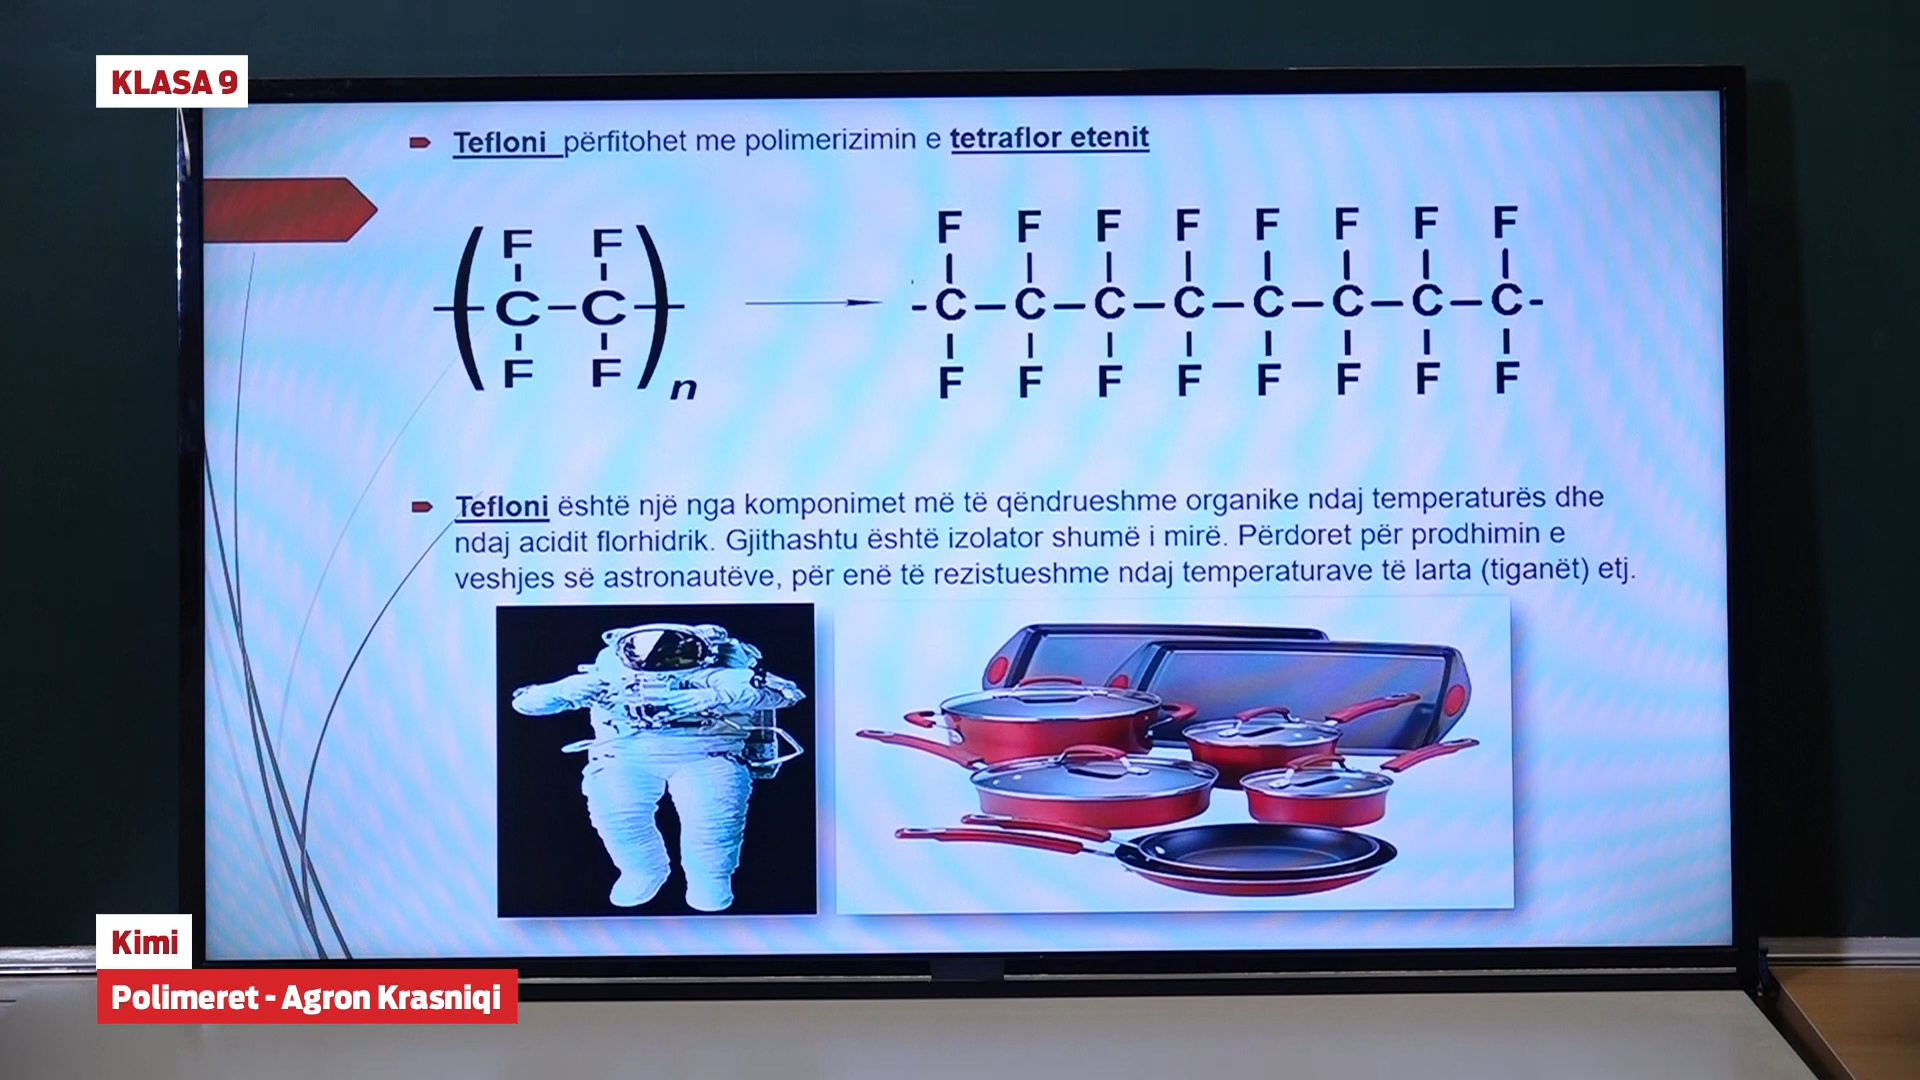 KLASA 9
Tefloni përfitohet me polimerizimin e tetraflor etenit
F F
C-C
F F
n
F F F F F F F F
-C-C-C-C-C-C-C-C-
F F F F F F F F
Tefloni është një nga komponimet më të qëndrueshme organike ndaj temperaturës dhe
ndaj acidit florhidrik. Gjithashtu është izolator shumë i mirë. Përdoret për prodhimin e
veshjes së astronautëve, për enë të rezistueshme ndaj temperaturave të larta (tiganët) etj.
Kimi
Polimeret - Agron Krasniqi